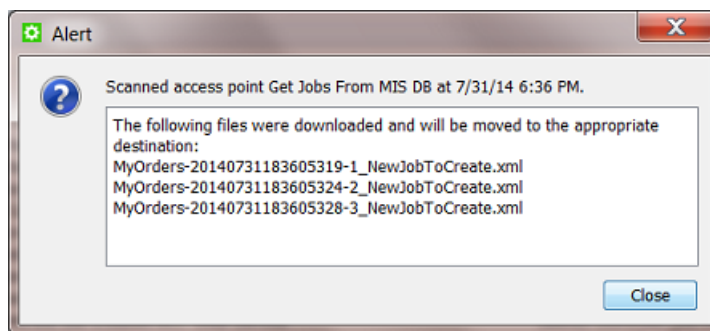 Alert
Scanned access point Get Jobs From MIS DB at 7/31/14 6:36 PM.
The following files were downloaded and will be moved to the appropriate
destination:
MyOrders-20140731183605319-1_NewJobToCreate.xml
MyOrders-20140731183605324-2_NewJobToCreate.xml
MyOrders-20140731183605328-3_NewJobToCreate.xml
Close